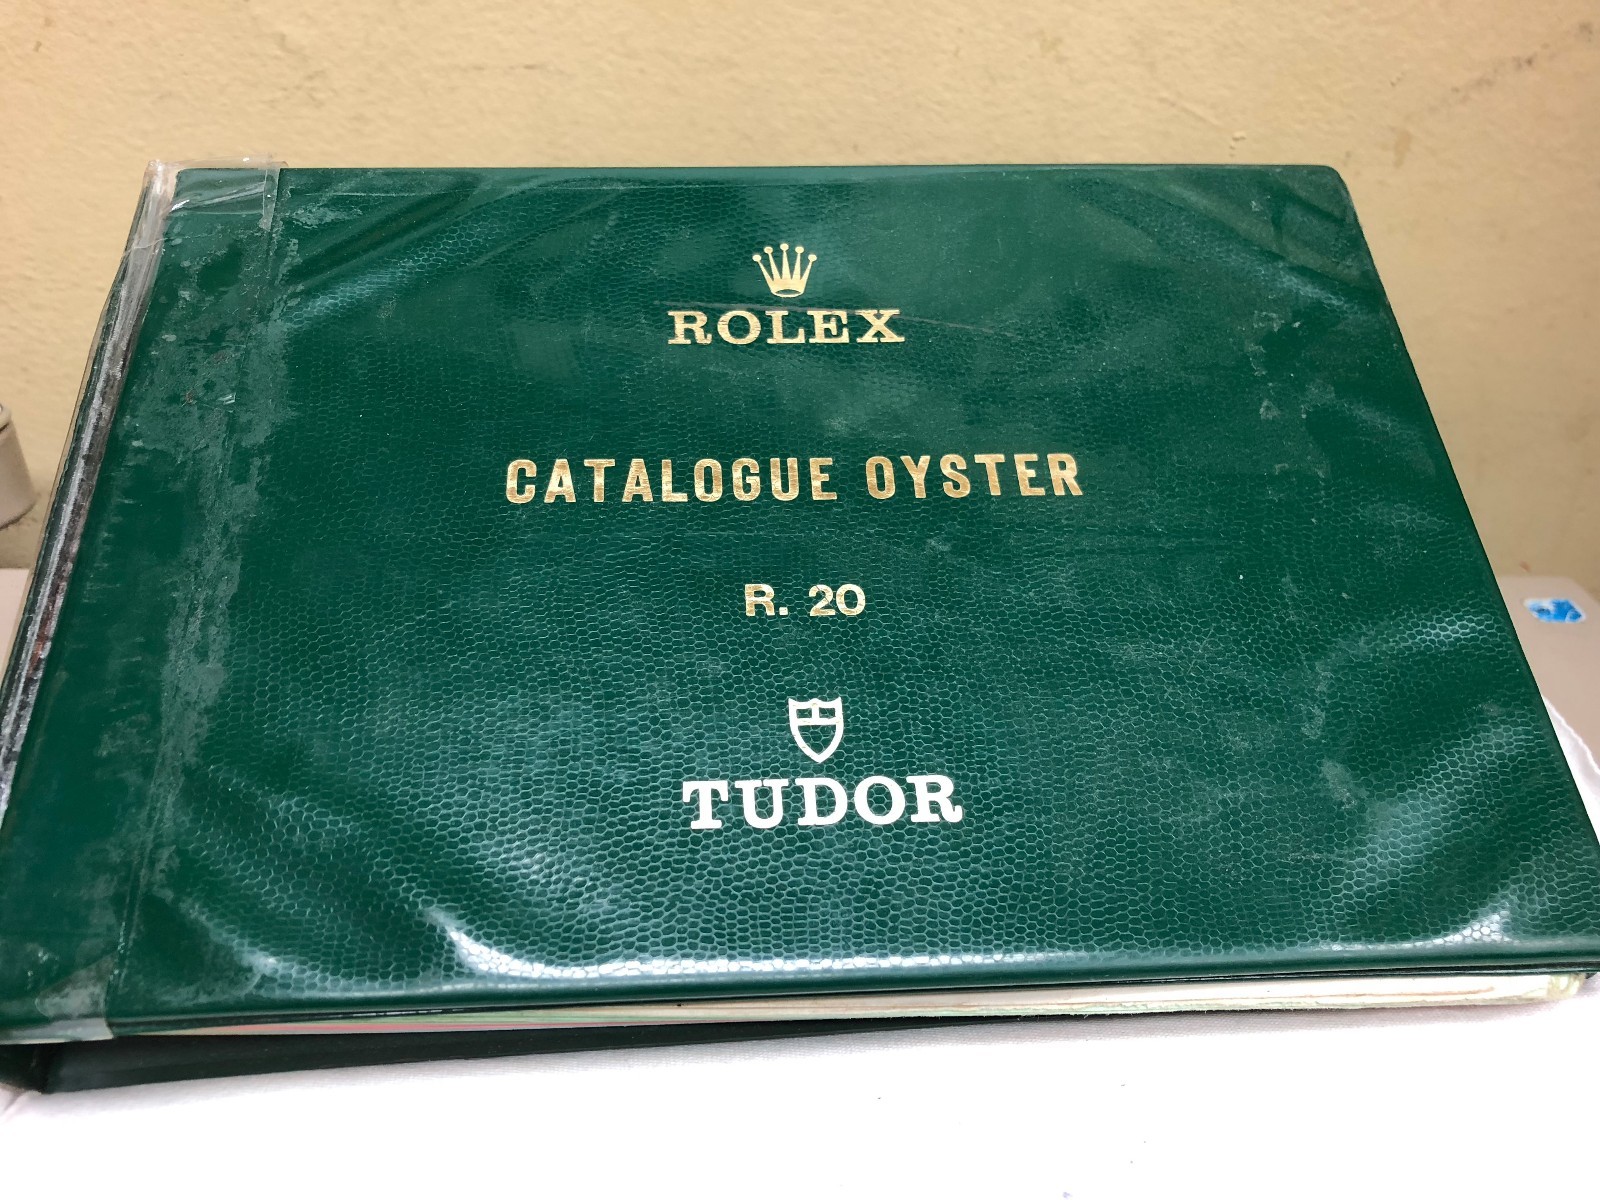 ROLEX
CATALOGUE OYSTER
R. 20
TUDOR